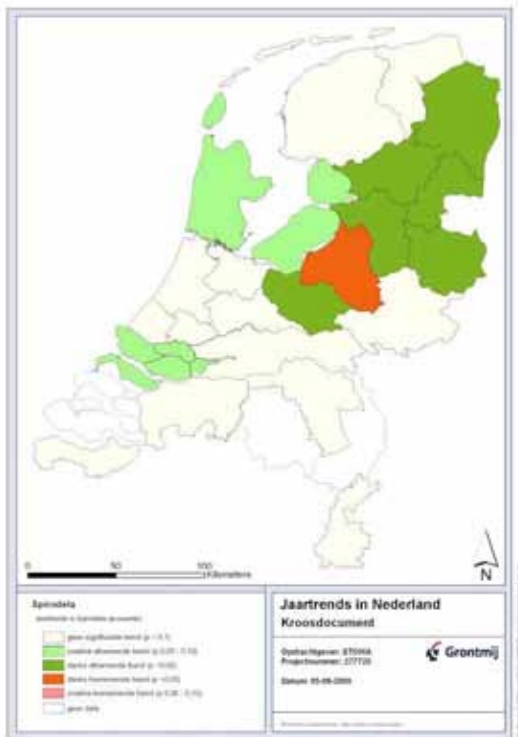 0 50 100
Kilometers
N
Spirodela
geen significante trend (p > 0.1)
zwakke afnemende trend (p 0.05 - 0.10)
sterke afnemende trend (p <0.05)
sterke toenemende trend (p <0.05)
zwakke toenemende trend (p 0.05 - 0.10)
geen data
Jaartrends in Nederland
Kroosdocument
Opdrachtgever: STOWA
Projectnummer: 277720
Grontmij